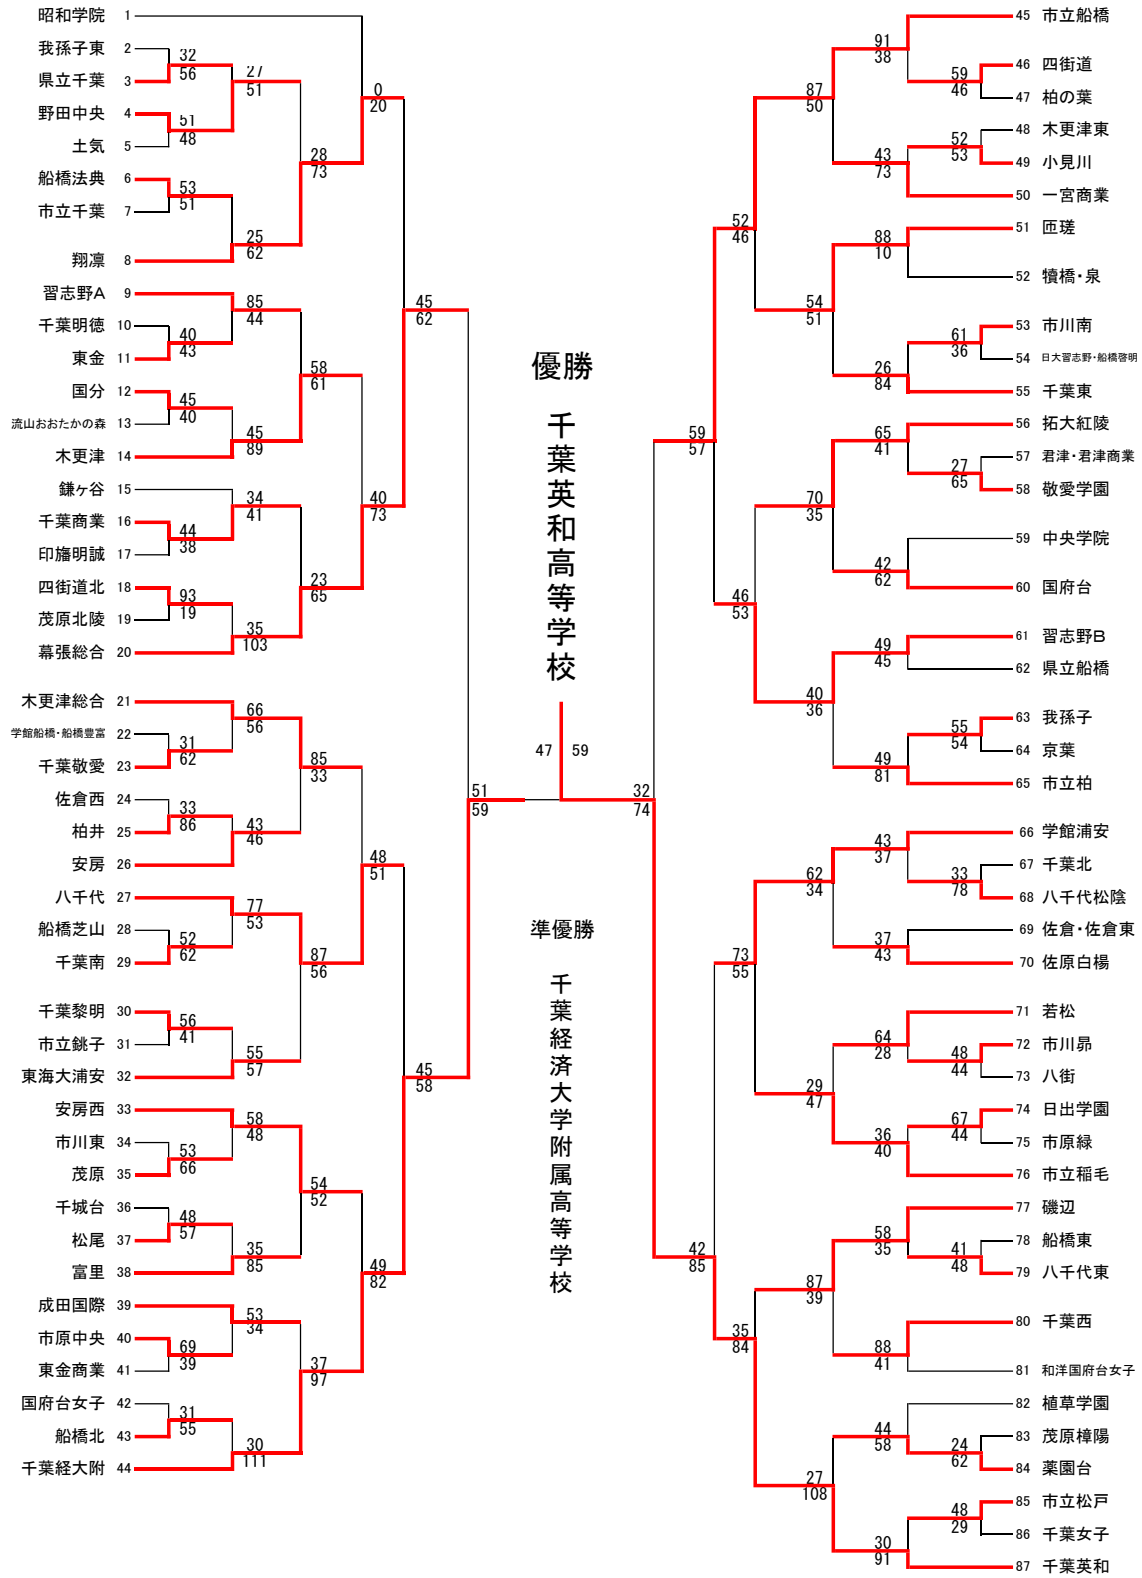 昭和学院 1
我孫子東 2
32
56
県立千葉 3
27
51
野田中央 4
51
48
土気 5
0
20
28
73
船橋法典 6
53
51
市立千葉 7
25
62
翔凛 8
習志野A 9
85
44
千葉明徳 10
40
43
東金 11
45
62
58
61
国分 12
45
40
流山おおたかの森 13
45
89
木更津 14
鎌ヶ谷 15
34
41
千葉商業 16
44
38
印旛明誠 17
40
73
四街道北 18
93
19
茂原北陵 19
23
65
35
103
幕張総合 20
木更津総合 21
66
56
学館船橋・船橋豊富 22
31
62
千葉敬愛 23
85
33
佐倉西 24
33
86
柏井 25
43
46
安房 26
48
51
八千代 27
77
53
船橋芝山 28
52
62
千葉南 29
87
56
千葉黎明 30
56
41
市立銚子 31
55
57
東海大浦安 32
51
59
45
58
安房西 33
58
48
市川東 34
53
66
茂原 35
54
52
千城台 36
48
57
松尾 37
35
85
富里 38
49
82
成田国際 39
53
34
市原中央 40
69
39
東金商業 41
37
97
国府台女子 42
31
55
船橋北 43
30
111
千葉経大附 44
優勝
千葉英和高等学校
47 59
準優勝
千葉経済大学附属高等学校
45 市立船橋
91
38
46 四街道
59
46
47 柏の葉
87
50
48 木更津東
52
53
49 小見川
43
73
50 一宮商業
52
46
51 匝瑳
88
10
52 犢橋・泉
54
51
53 市川南
61
36
54 日大習志野・船橋啓明
26
84
55 千葉東
59
57
56 拓大紅陵
65
41
57 君津・君津商業
27
65
58 敬愛学園
70
35
59 中央学院
42
62
60 国府台
46
53
61 習志野B
49
45
62 県立船橋
40
36
63 我孫子
55
54
64 京葉
49
81
65 市立柏
32
74
66 学館浦安
43
37
67 千葉北
33
78
68 八千代松陰
62
34
69 佐倉・佐倉東
37
43
70 佐原白楊
73
55
71 若松
64
28
72 市川昴
48
44
73 八街
29
47
74 日出学園
67
44
75 市原緑
36
40
76 市立稲毛
42
85
77 磯辺
58
35
78 船橋東
41
48
79 八千代東
87
39
80 千葉西
88
41
81 和洋国府台女子
35
84
82 植草学園
44
58
83 茂原樟陽
24
62
84 薬園台
27
108
85 市立松戸
48
29
86 千葉女子
30
91
87 千葉英和